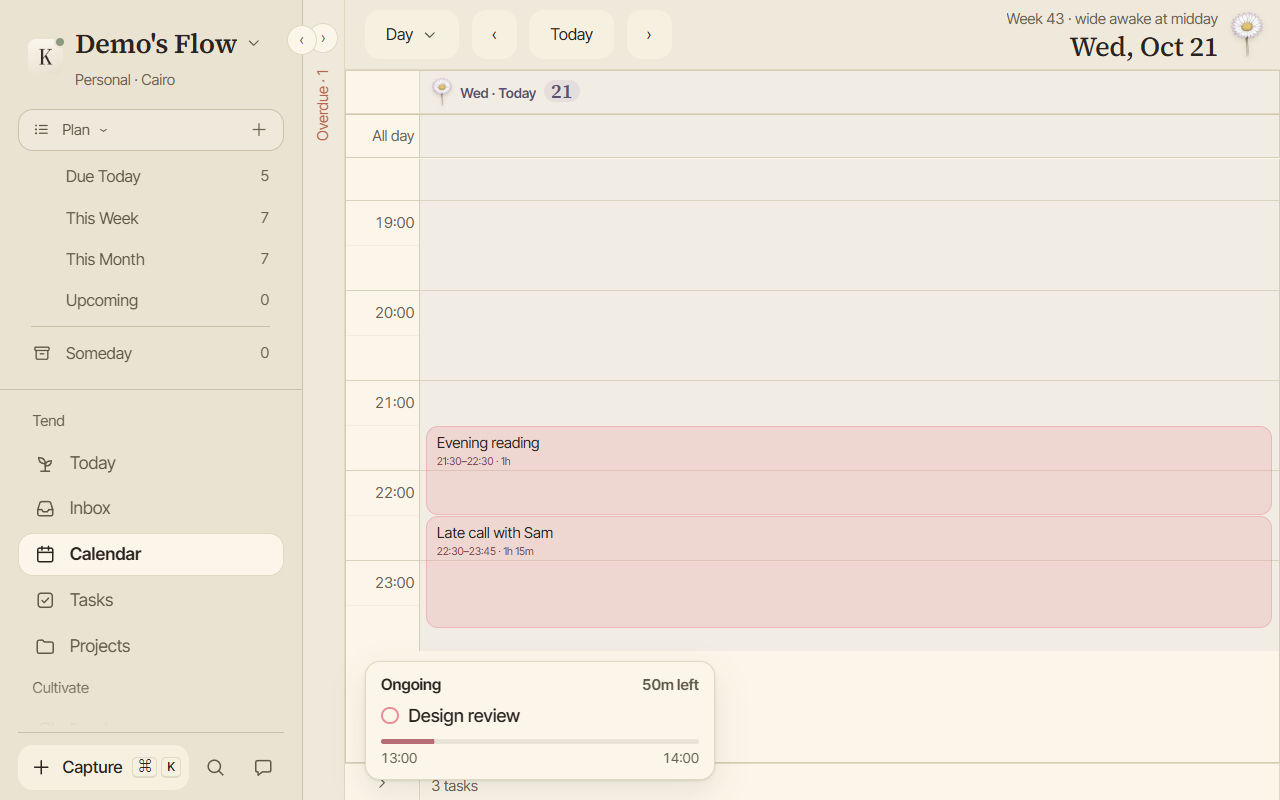 K
Demo's Flow
Personal · Cairo
Plan
Due Today 5
This Week 7
This Month 7
Upcoming 0
Someday 0
Tend
Today
Inbox
Calendar
Tasks
Projects
Cultivate
Capture ⌘ K
Overdue · 1
Day
Today
Week 43 · wide awake at midday
Wed, Oct 21
Wed · Today 21
All day
19:00
20:00
21:00
Evening reading
21:30–22:30 · 1h
22:00
Late call with Sam
22:30–23:45 · 1h 15m
23:00
Ongoing 50m left
Design review
13:00 14:00
3 tasks